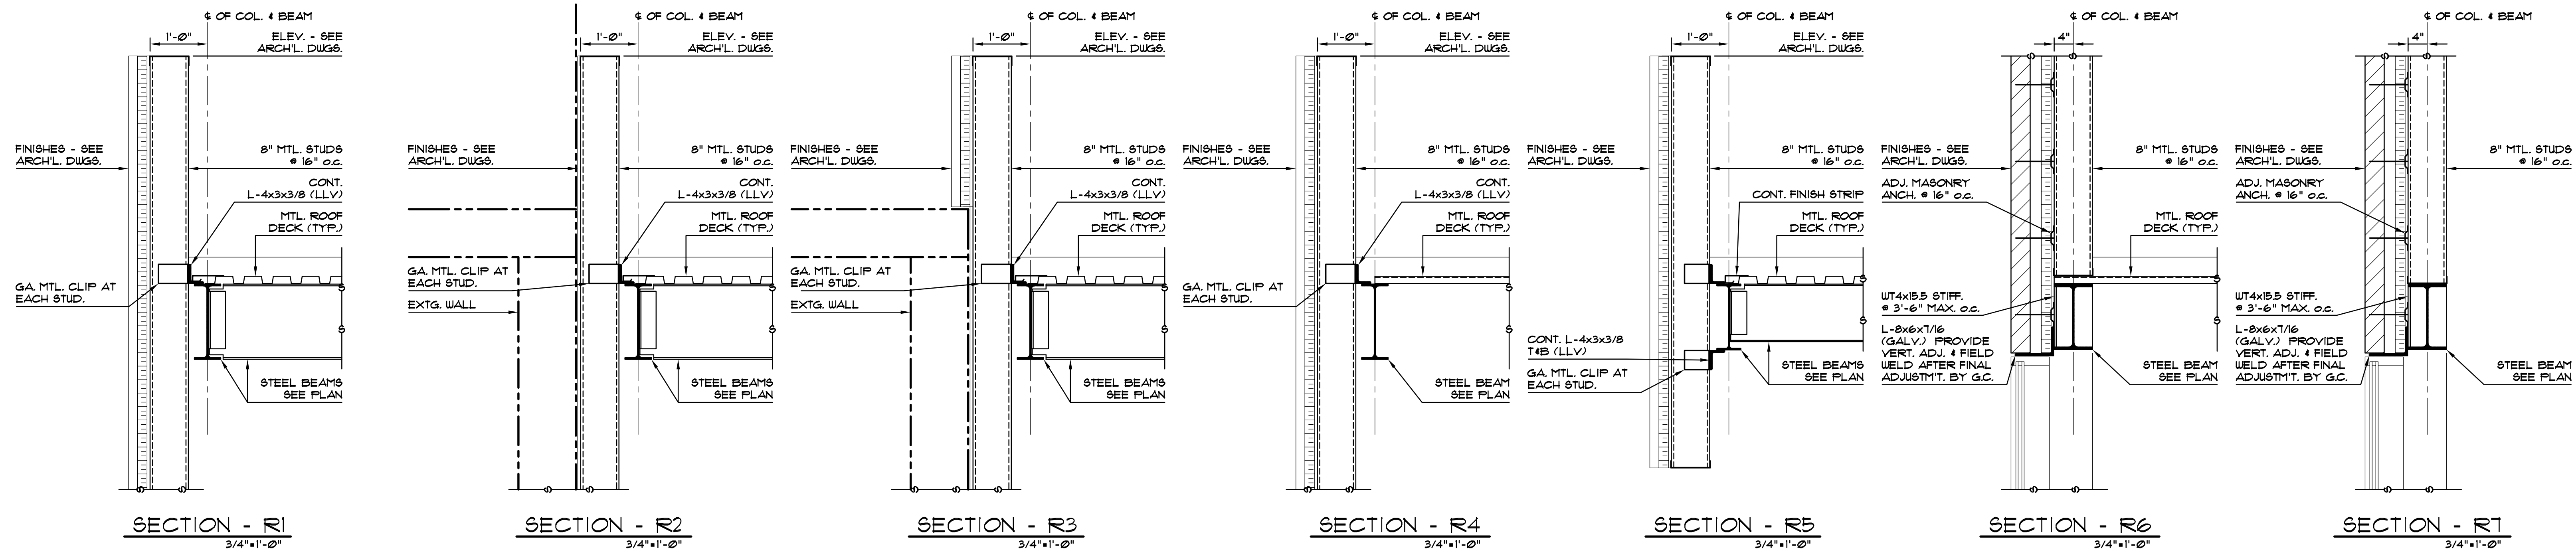 ℄ OF COL. & BEAM
1'-0"
ELEV. - SEE
ARCH'L. DWGS.
FINISHES - SEE
ARCH'L. DWGS.
8" MTL. STUDS
@ 16" o.c.
CONT.
L-4x3x3/8 (LLV)
MTL. ROOF
DECK (TYP.)
GA. MTL. CLIP AT
EACH STUD.
STEEL BEAMS
SEE PLAN
SECTION - R1
3/4"=1'-0"
℄ OF COL. & BEAM
1'-0"
ELEV. - SEE
ARCH'L. DWGS.
FINISHES - SEE
ARCH'L. DWGS.
8" MTL. STUDS
@ 16" o.c.
CONT.
L-4x3x3/8 (LLV)
MTL. ROOF
DECK (TYP.)
GA. MTL. CLIP AT
EACH STUD.
EXTG. WALL
STEEL BEAMS
SEE PLAN
SECTION - R2
3/4"=1'-0"
℄ OF COL. & BEAM
1'-0"
ELEV. - SEE
ARCH'L. DWGS.
FINISHES - SEE
ARCH'L. DWGS.
8" MTL. STUDS
@ 16" o.c.
CONT.
L-4x3x3/8 (LLV)
MTL. ROOF
DECK (TYP.)
GA. MTL. CLIP AT
EACH STUD.
EXTG. WALL
STEEL BEAMS
SEE PLAN
SECTION - R3
3/4"=1'-0"
℄ OF COL. & BEAM
1'-0"
ELEV. - SEE
ARCH'L. DWGS.
FINISHES - SEE
ARCH'L. DWGS.
8" MTL. STUDS
@ 16" o.c.
CONT.
L-4x3x3/8 (LLV)
MTL. ROOF
DECK (TYP.)
GA. MTL. CLIP AT
EACH STUD.
STEEL BEAM
SEE PLAN
SECTION - R4
3/4"=1'-0"
℄ OF COL. & BEAM
1'-0"
ELEV. - SEE
ARCH'L. DWGS.
FINISHES - SEE
ARCH'L. DWGS.
8" MTL. STUDS
@ 16" o.c.
CONT. FINISH STRIP
MTL. ROOF
DECK (TYP.)
CONT. L-4x3x3/8
T&B (LLV)
GA. MTL. CLIP AT
EACH STUD.
STEEL BEAMS
SEE PLAN
SECTION - R5
3/4"=1'-0"
℄ OF COL. & BEAM
4"
FINISHES - SEE
ARCH'L. DWGS.
8" MTL. STUDS
@ 16" o.c.
ADJ. MASONRY
ANCH. @ 16" o.c.
MTL. ROOF
DECK (TYP.)
WT4x15.5 STIFF.
@ 3'-6" MAX. o.c.
L-8x6x7/16
(GALV.) PROVIDE
VERT. ADJ. & FIELD
WELD AFTER FINAL
ADJUSTM'T. BY G.C.
STEEL BEAM
SEE PLAN
SECTION - R6
3/4"=1'-0"
℄ OF COL. & BEAM
4"
FINISHES - SEE
ARCH'L. DWGS.
8" MTL. STUDS
@ 16" o.c.
ADJ. MASONRY
ANCH. @ 16" o.c.
WT4x15.5 STIFF.
@ 3'-6" MAX. o.c.
L-8x6x7/16
(GALV.) PROVIDE
VERT. ADJ. & FIELD
WELD AFTER FINAL
ADJUSTM'T. BY G.C.
STEEL BEAM
SEE PLAN
SECTION - R7
3/4"=1'-0"